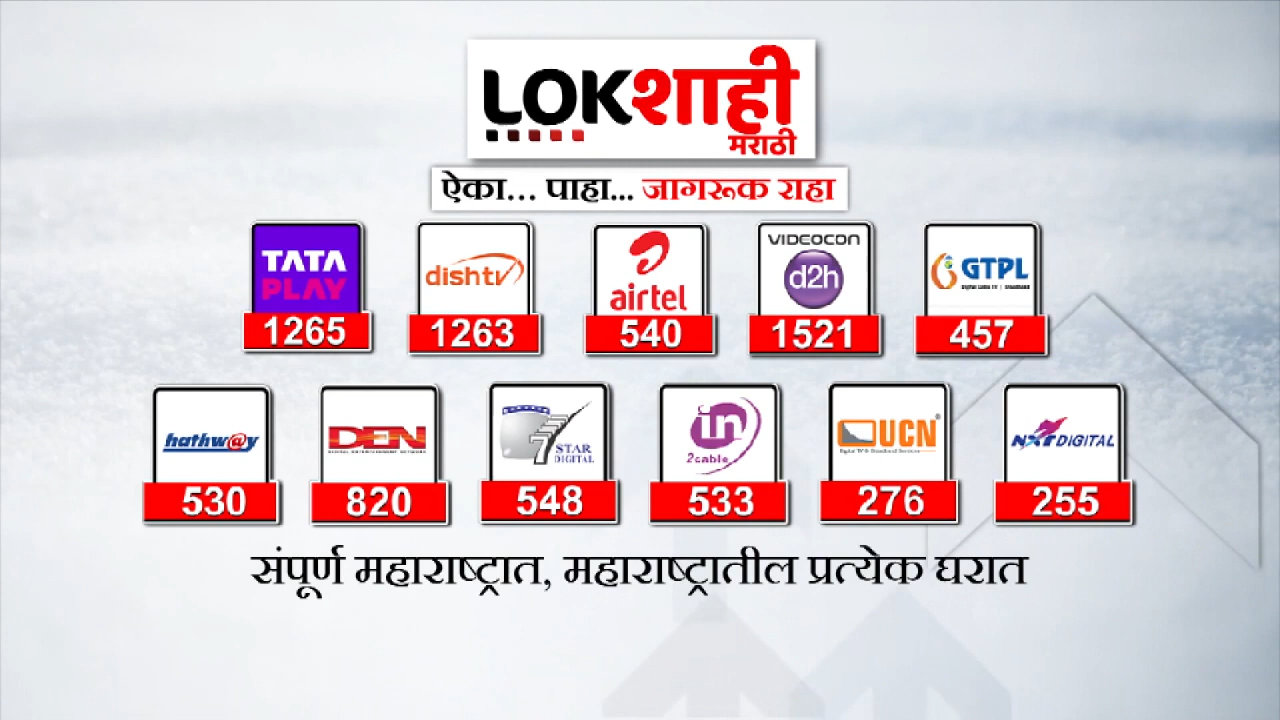 LOKशाही
मराठी
ऐका... पाहा... जागरूक राहा
TATA PLAY
dishtv
airtel
VIDEOCON d2h
GTPL
1265
1263
540
1521
457
hathw@y
DEN
7 STAR DIGITAL
in 2cable
UCN
NXT DIGITAL
530
820
548
533
276
255
संपूर्ण महाराष्ट्रात, महाराष्ट्रातील प्रत्येक घरात